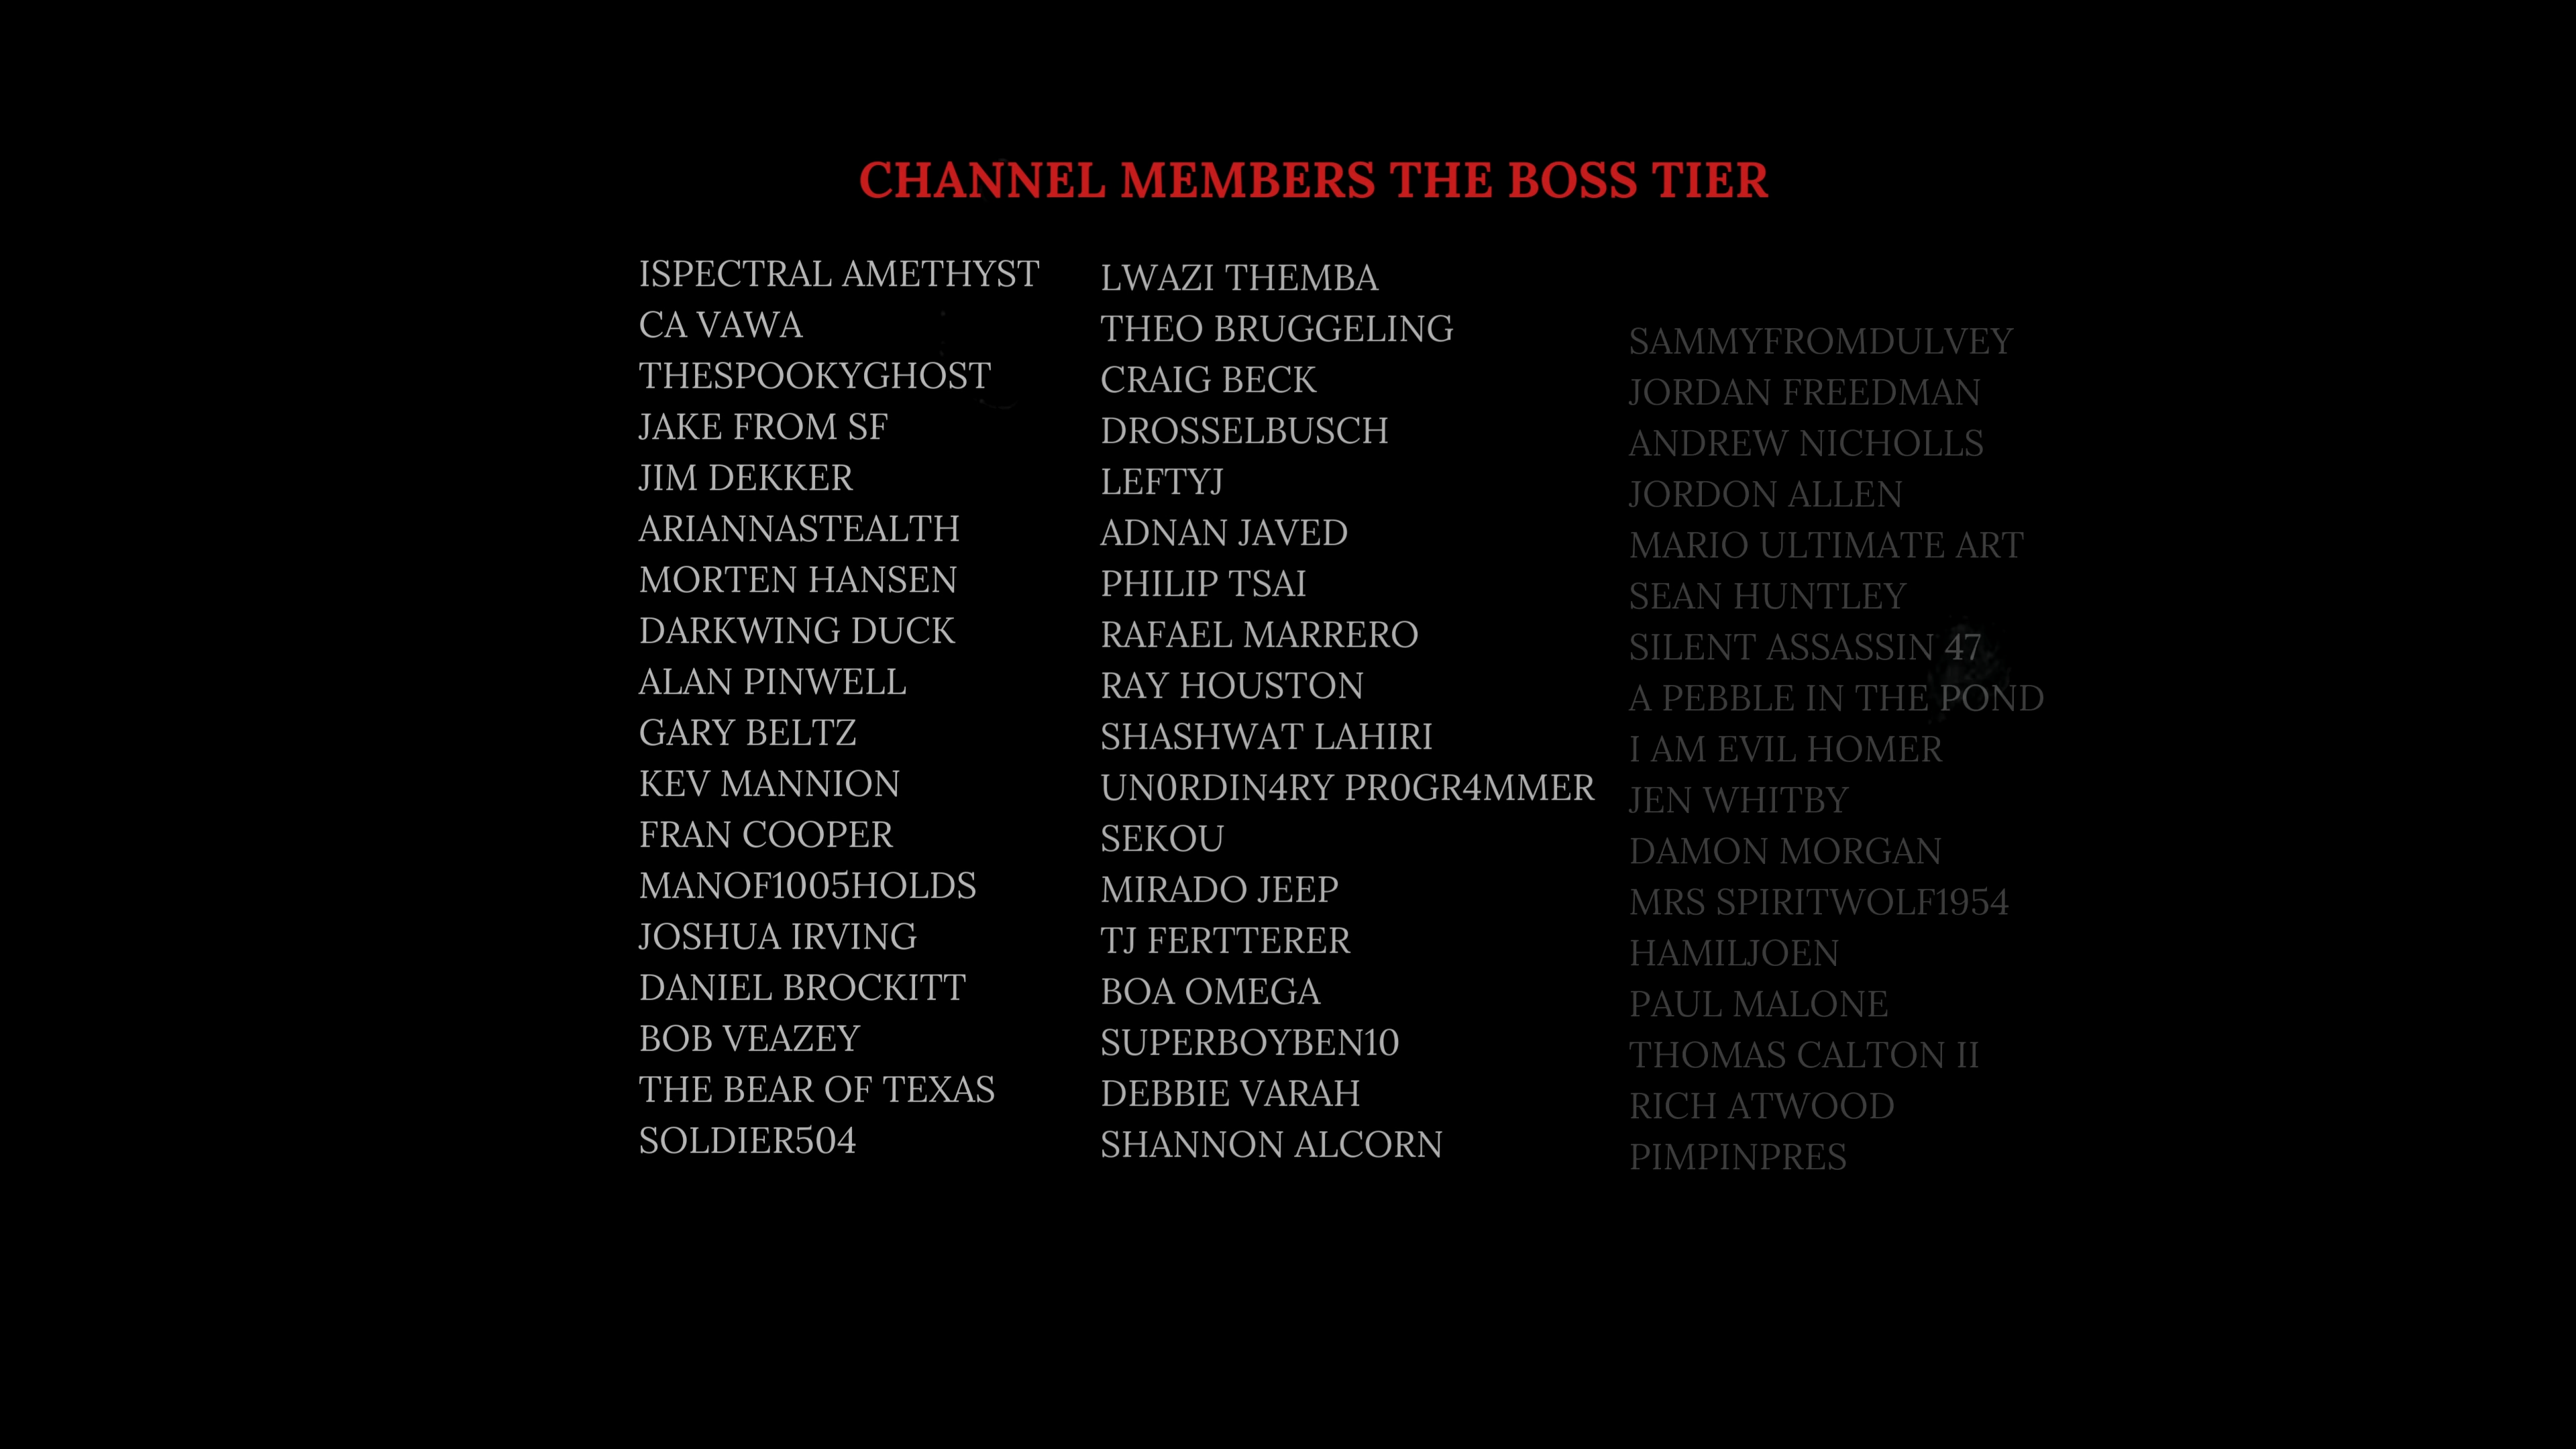 CHANNEL MEMBERS THE BOSS TIER
ISPECTRAL AMETHYST
CA VAWA
THESPOOKYGHOST
JAKE FROM SF
JIM DEKKER
ARIANNASTEALTH
MORTEN HANSEN
DARKWING DUCK
ALAN PINWELL
GARY BELTZ
KEV MANNION
FRAN COOPER
MANOF1005HOLDS
JOSHUA IRVING
DANIEL BROCKITT
BOB VEAZEY
THE BEAR OF TEXAS
SOLDIER504
LWAZI THEMBA
THEO BRUGGELING
CRAIG BECK
DROSSELBUSCH
LEFTYJ
ADNAN JAVED
PHILIP TSAI
RAFAEL MARRERO
RAY HOUSTON
SHASHWAT LAHIRI
UN0RDIN4RY PR0GR4MMER
SEKOU
MIRADO JEEP
TJ FERTTERER
BOA OMEGA
SUPERBOYBEN10
DEBBIE VARAH
SHANNON ALCORN
SAMMYFROMDULVEY
JORDAN FREEDMAN
ANDREW NICHOLLS
JORDON ALLEN
MARIO ULTIMATE ART
SEAN HUNTLEY
SILENT ASSASSIN 47
A PEBBLE IN THE POND
I AM EVIL HOMER
JEN WHITBY
DAMON MORGAN
MRS SPIRITWOLF1954
HAMILJOEN
PAUL MALONE
THOMAS CALTON II
RICH ATWOOD
PIMPINPRES